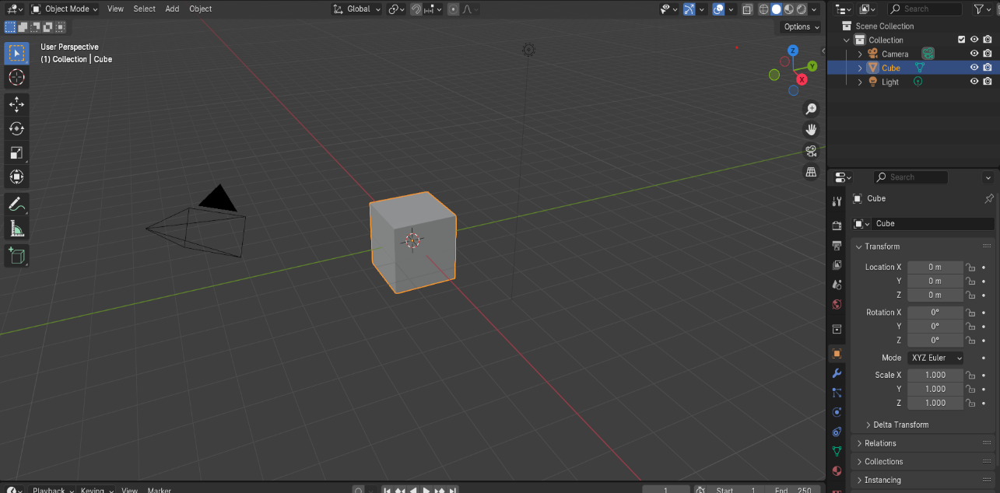 Object Mode View Select Add Object Global
Options
User Perspective
(1) Collection | Cube
Z
Y
X
Search
Scene Collection
Collection
Camera
Cube
Light
Search
Cube
Cube
Transform
Location X 0 m
Y 0 m
Z 0 m
Rotation X 0°
Y 0°
Z 0°
Mode XYZ Euler
Scale X 1.000
Y 1.000
Z 1.000
Delta Transform
Relations
Collections
Instancing
Playback Keying View Marker 1 Start 1 End 250